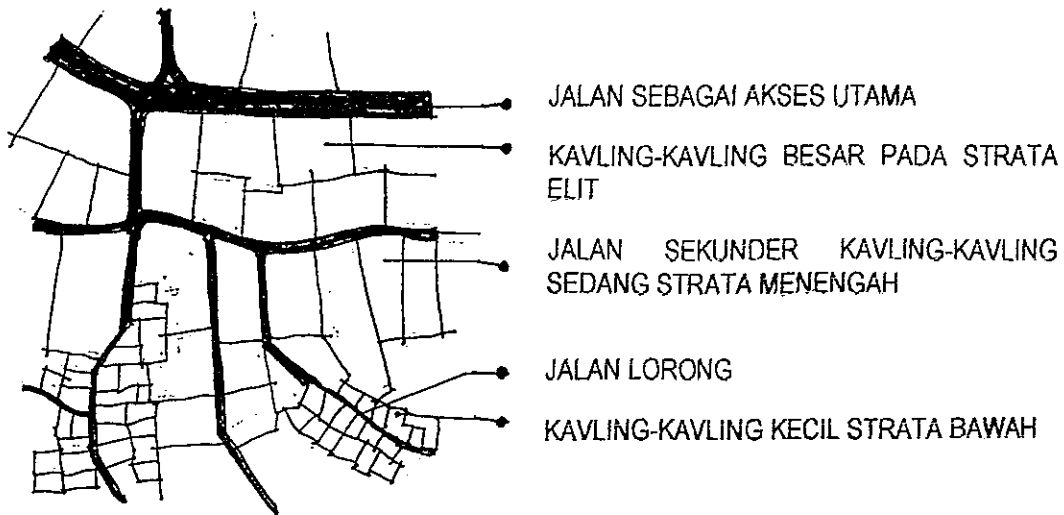 JALAN SEBAGAI AKSES UTAMA
KAVLING-KAVLING BESAR PADA STRATA
ELIT
JALAN SEKUNDER KAVLING-KAVLING
SEDANG STRATA MENENGAH
JALAN LORONG
KAVLING-KAVLING KECIL STRATA BAWAH